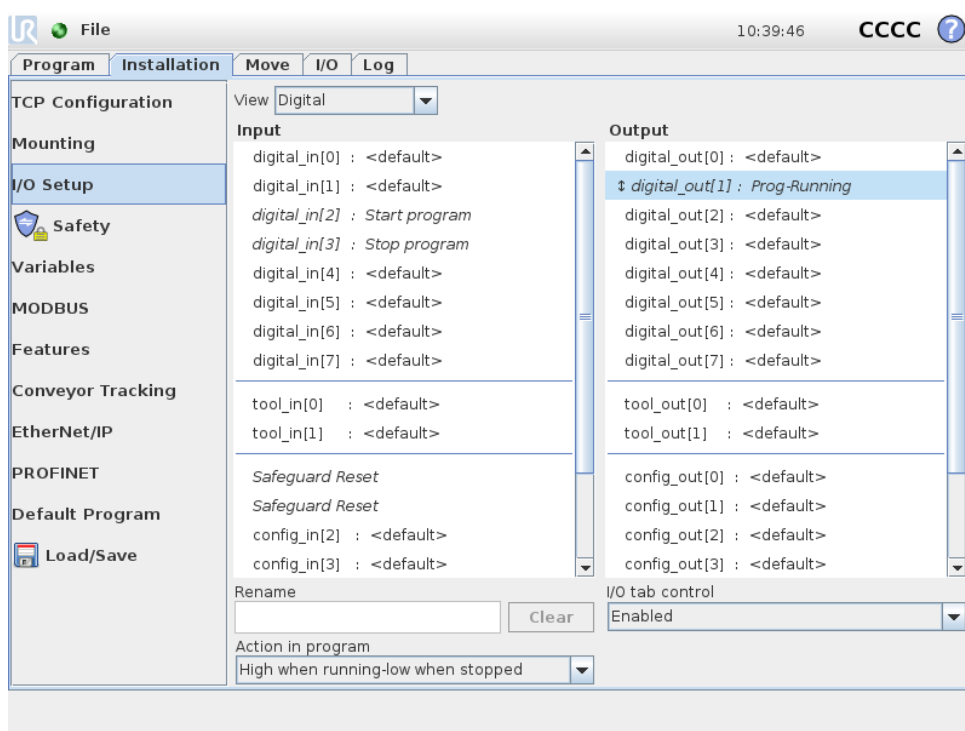 UR File 10:39:46 CCCC ?
Program Installation Move I/O Log
TCP Configuration
Mounting
I/O Setup
Safety
Variables
MODBUS
Features
Conveyor Tracking
EtherNet/IP
PROFINET
Default Program
Load/Save
View Digital
Input
digital_in[0] : <default>
digital_in[1] : <default>
digital_in[2] : Start program
digital_in[3] : Stop program
digital_in[4] : <default>
digital_in[5] : <default>
digital_in[6] : <default>
digital_in[7] : <default>
tool_in[0] : <default>
tool_in[1] : <default>
Safeguard Reset
Safeguard Reset
config_in[2] : <default>
config_in[3] : <default>
Output
digital_out[0] : <default>
↕ digital_out[1] : Prog-Running
digital_out[2] : <default>
digital_out[3] : <default>
digital_out[4] : <default>
digital_out[5] : <default>
digital_out[6] : <default>
digital_out[7] : <default>
tool_out[0] : <default>
tool_out[1] : <default>
config_out[0] : <default>
config_out[1] : <default>
config_out[2] : <default>
config_out[3] : <default>
Rename
Clear
Action in program
High when running-low when stopped
I/O tab control
Enabled